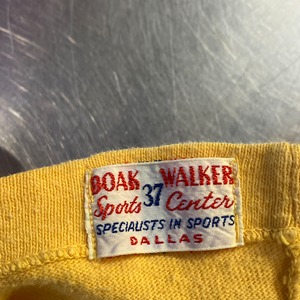 DOAK WALKER
Sports 37 Center
SPECIALISTS IN SPORTS
DALLAS